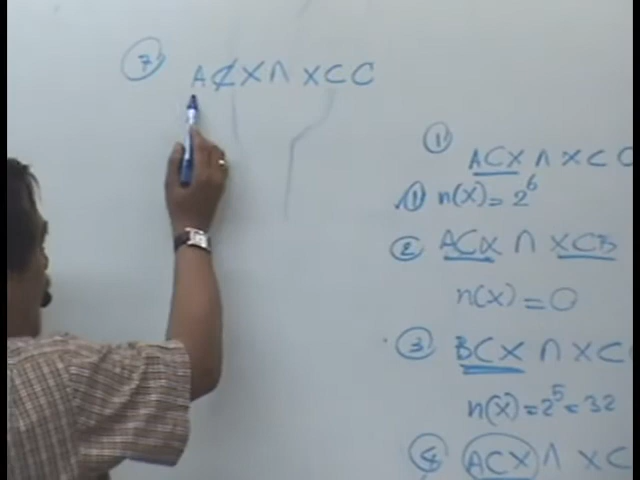 7 A⊄X∧ X⊂C
1 A⊂X ∧ X⊂C
1 n(x) = 2⁶
2 A⊂X ∩ X⊂B
n(x) = 0
3 B⊂X ∩ X⊂
n(x) = 2⁵ = 32
4 A⊂X ∩ X⊂